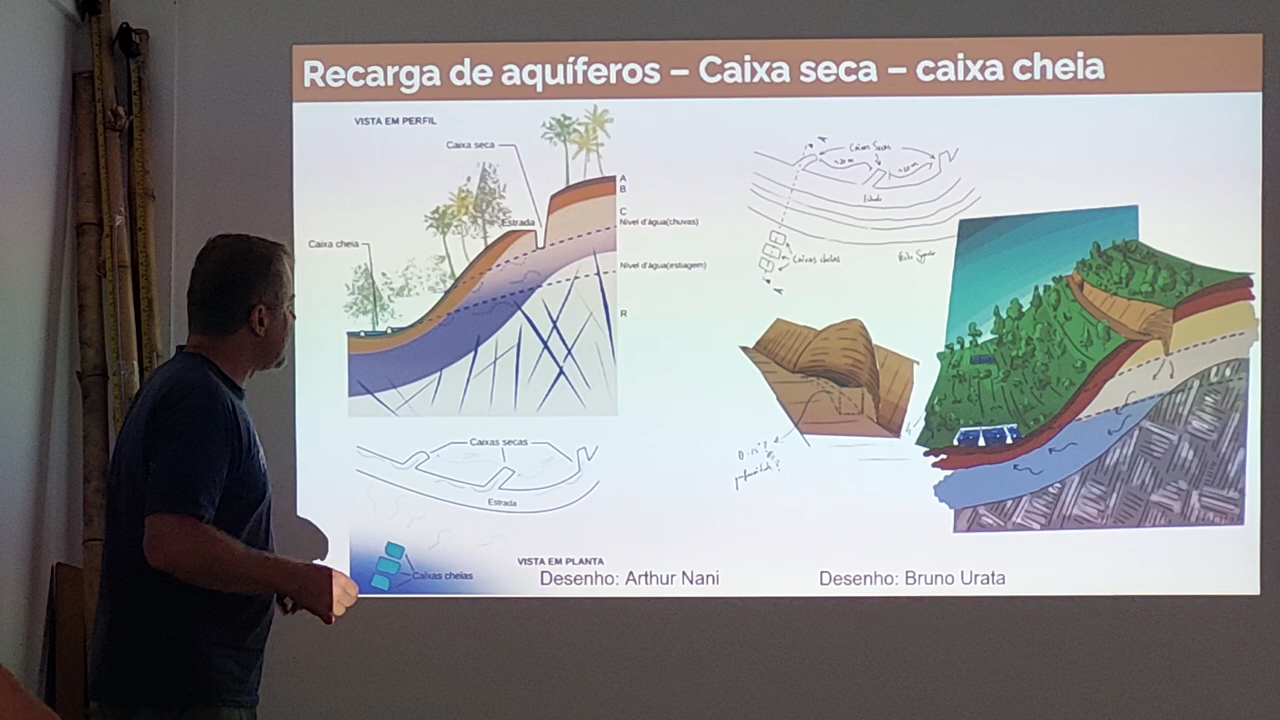 Recarga de aquíferos – Caixa seca – caixa cheia
VISTA EM PERFIL
Caixa seca
A
B
C
Estrada
Nível d'água(chuvas)
Caixa cheia
Nível d'água(estiagem)
R
Caixas secas
Estrada
Caixas cheias
VISTA EM PLANTA
Desenho: Arthur Nani
Caixas Secas
Caixas cheias
Desenho: Bruno Urata